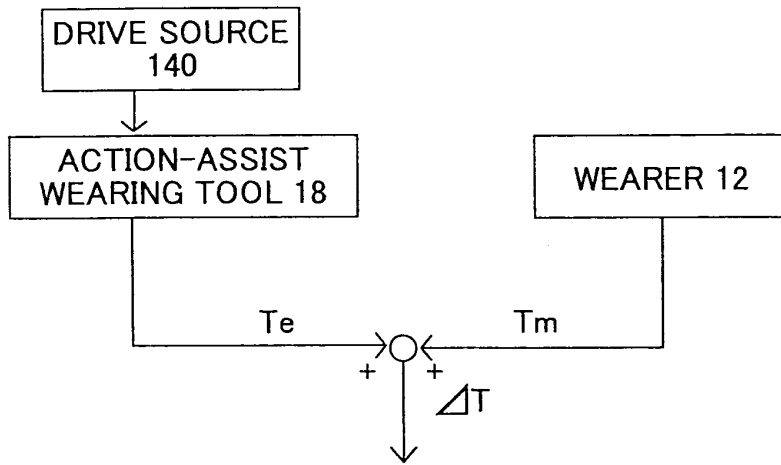 DRIVE SOURCE
140
ACTION-ASSIST
WEARING TOOL 18
WEARER 12
Te
Tm
+
+
⊿T